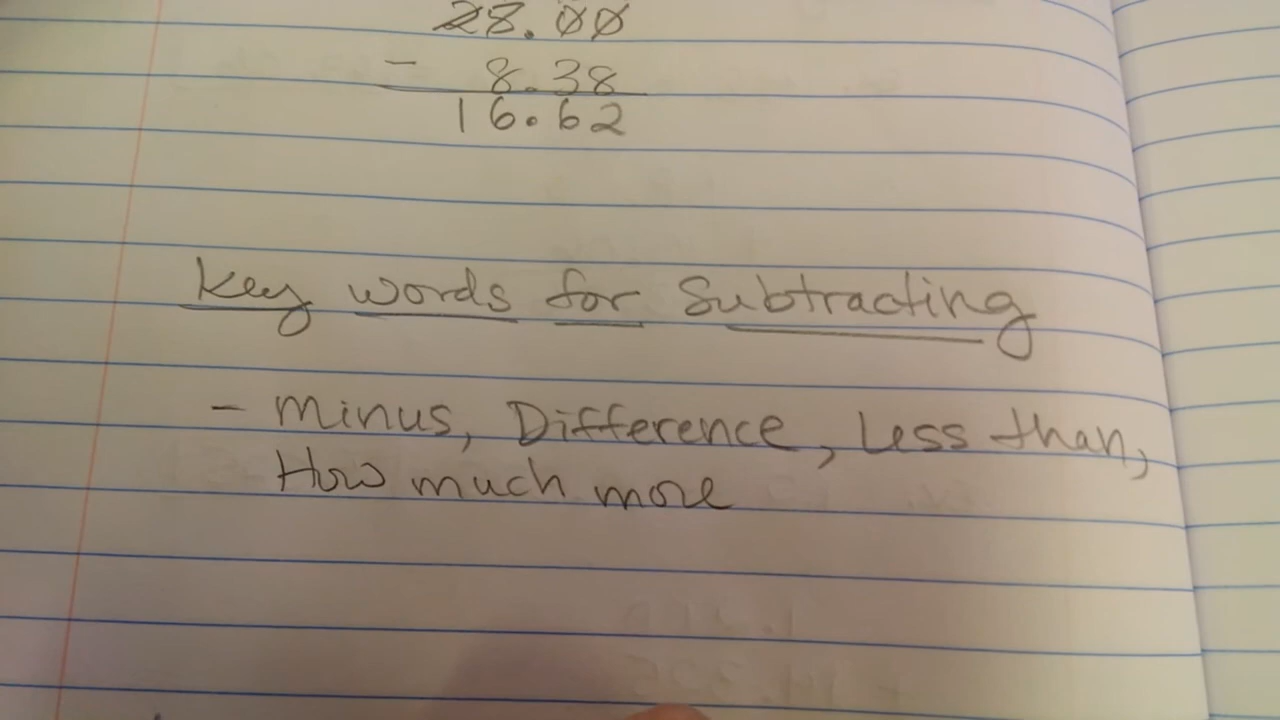 28.00
- 8.38
16.62
Key words for Subtracting
- Minus, Difference, Less than,
How much more